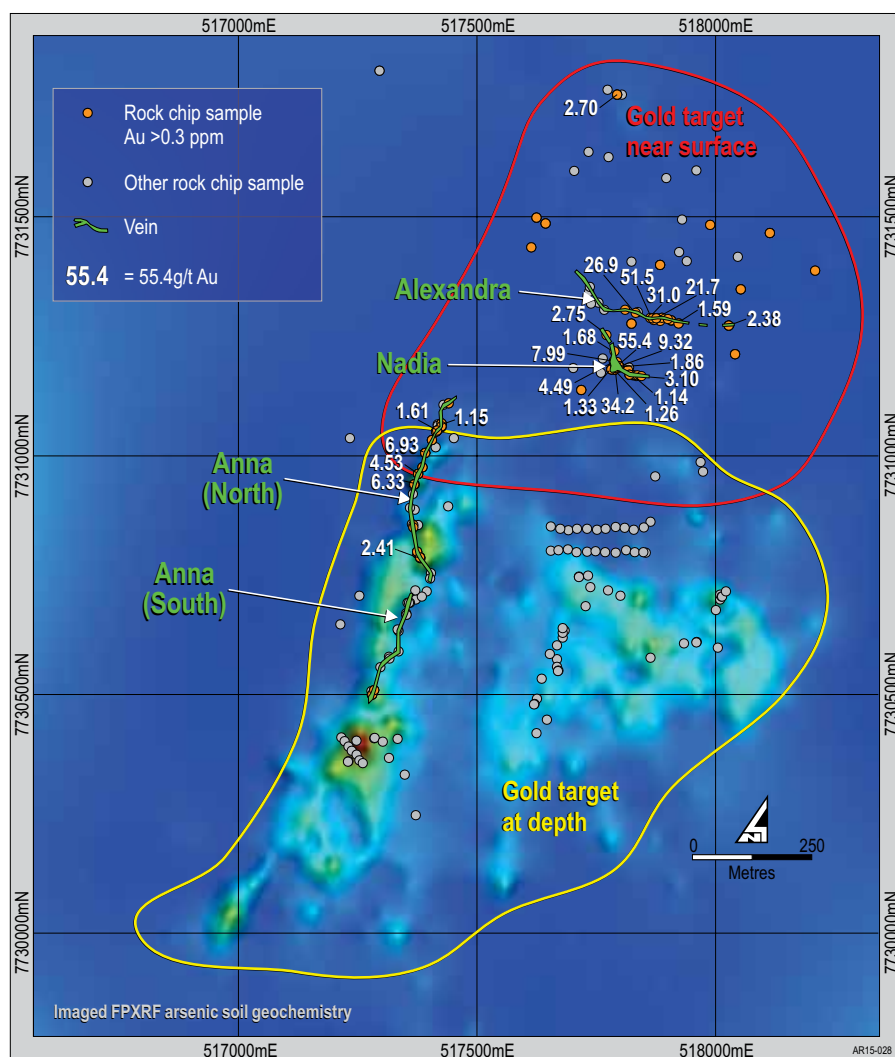 517000mE
517500mE
518000mE
Rock chip sample
Au >0.3 ppm
Other rock chip sample
Vein
55.4 = 55.4g/t Au
2.70
Gold target
near surface
7731500mN
7731500mN
26.9
51.5
31.0
21.7
1.59
2.38
Alexandra
2.75
1.68
55.4
9.32
7.99
1.86
Nadia
4.49
3.10
1.14
1.33
34.2
1.26
1.61
1.15
7731000mN
7731000mN
6.93
4.53
6.33
Anna
(North)
2.41
Anna
(South)
7730500mN
7730500mN
Gold target
at depth
N
0
250
Metres
7730000mN
7730000mN
Imaged FPXRF arsenic soil geochemistry
517000mE
517500mE
518000mE
AR15-028